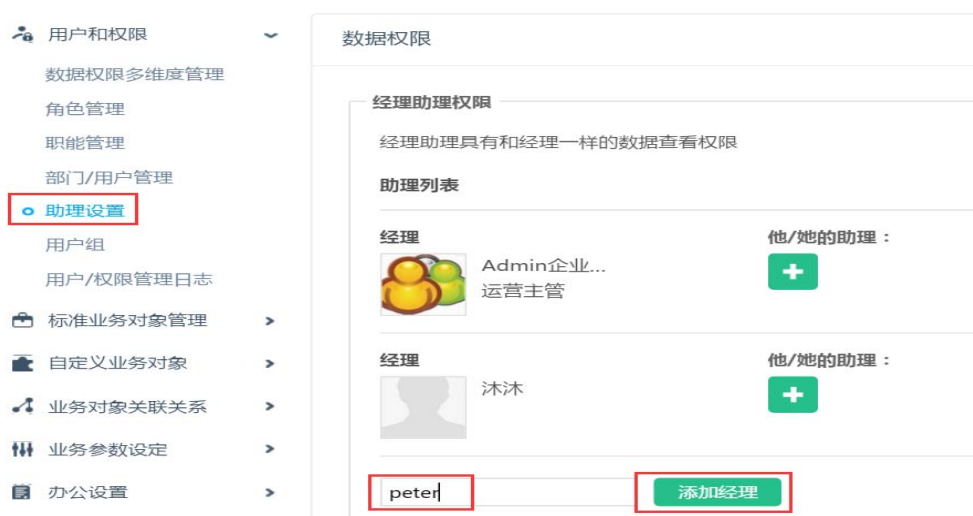 用户和权限
数据权限多维度管理
角色管理
职能管理
部门/用户管理
助理设置
用户组
用户/权限管理日志
标准业务对象管理
自定义业务对象
业务对象关联关系
业务参数设定
办公设置
数据权限
经理助理权限
经理助理具有和经理一样的数据查看权限
助理列表
经理
他/她的助理：
Admin企业...
运营主管
经理
他/她的助理：
沐沐
peter
添加经理